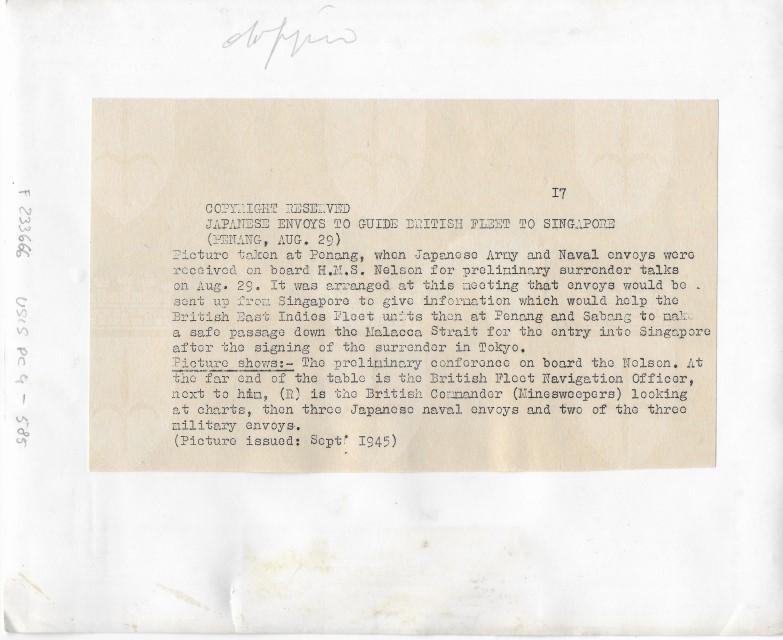 17
COPYRIGHT RESERVED
JAPANESE ENVOYS TO GUIDE BRITISH FLEET TO SINGAPORE
(PENANG, AUG. 29)
Picture taken at Penang, when Japanese Army and Naval envoys were
received on board H.M.S. Nelson for preliminary surrender talks
on Aug. 29. It was arranged at this meeting that envoys would be
sent up from Singapore to give information which would help the
British East Indies Fleet units then at Penang and Sabang to make
a safe passage down the Malacca Strait for the entry into Singapore
after the signing of the surrender in Tokyo.
Picture shows:- The preliminary conference on board the Nelson. At
the far end of the table is the British Fleet Navigation Officer,
next to him, (R) is the British Commander (Minesweepers) looking
at charts, then three Japanese naval envoys and two of the three
military envoys.
(Picture issued: Sept' 1945)
F 233666 USIS PC 4 - 585